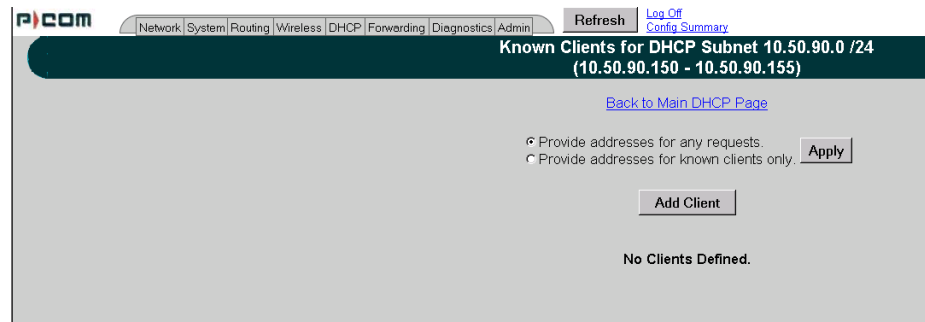 P)COM
Network System Routing Wireless DHCP Forwarding Diagnostics Admin Refresh Log Off
Config Summary
Known Clients for DHCP Subnet 10.50.90.0 /24
(10.50.90.150 - 10.50.90.155)
Back to Main DHCP Page
Provide addresses for any requests.
Provide addresses for known clients only. Apply
Add Client
No Clients Defined.